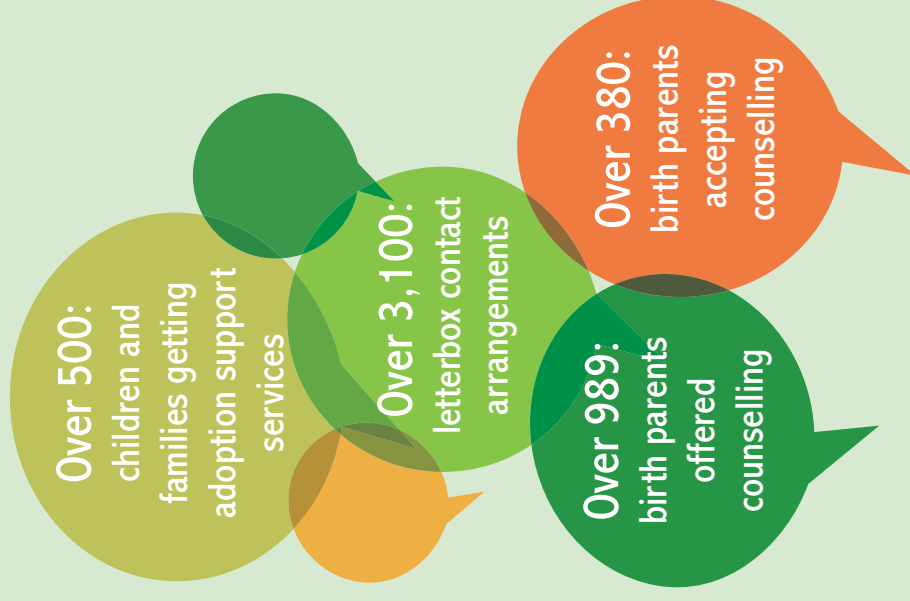 Over 500:
children and
families getting
adoption support
services
Over 3,100:
letterbox contact
arrangements
Over 989:
birth parents
offered
counselling
Over 380:
birth parents
accepting
counselling